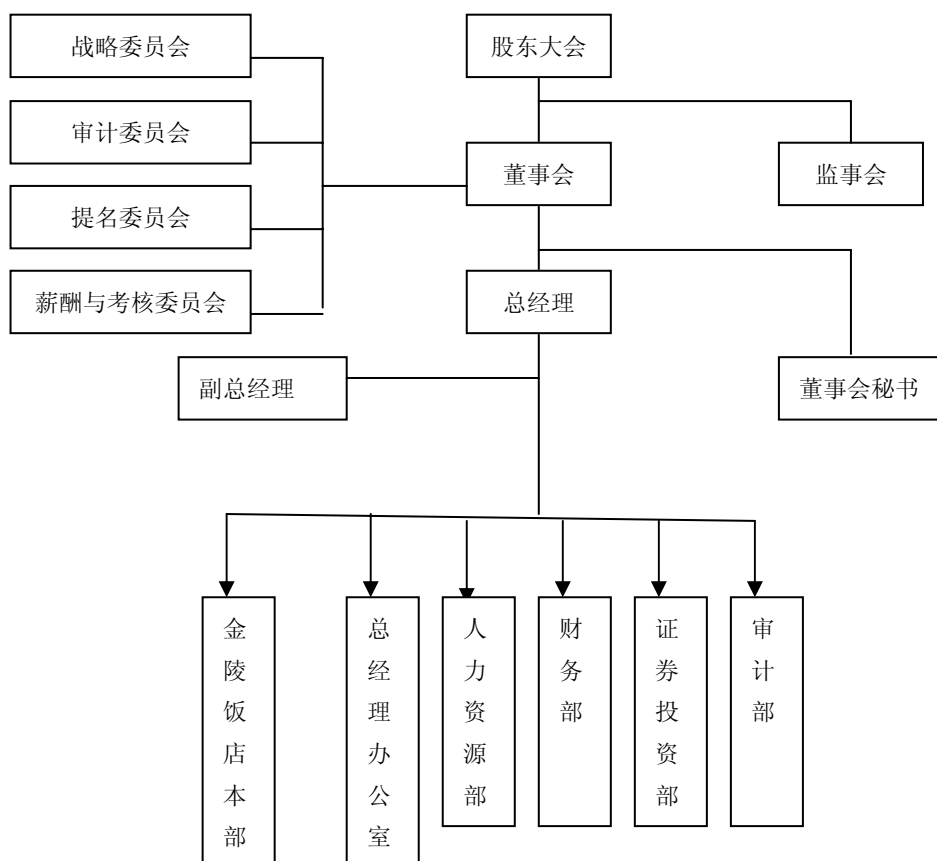 战略委员会
股东大会
审计委员会
董事会
监事会
提名委员会
薪酬与考核委员会
总经理
副总经理
董事会秘书
金陵饭店本部
总经理办公室
人力资源部
财务部
证券投资部
审计部